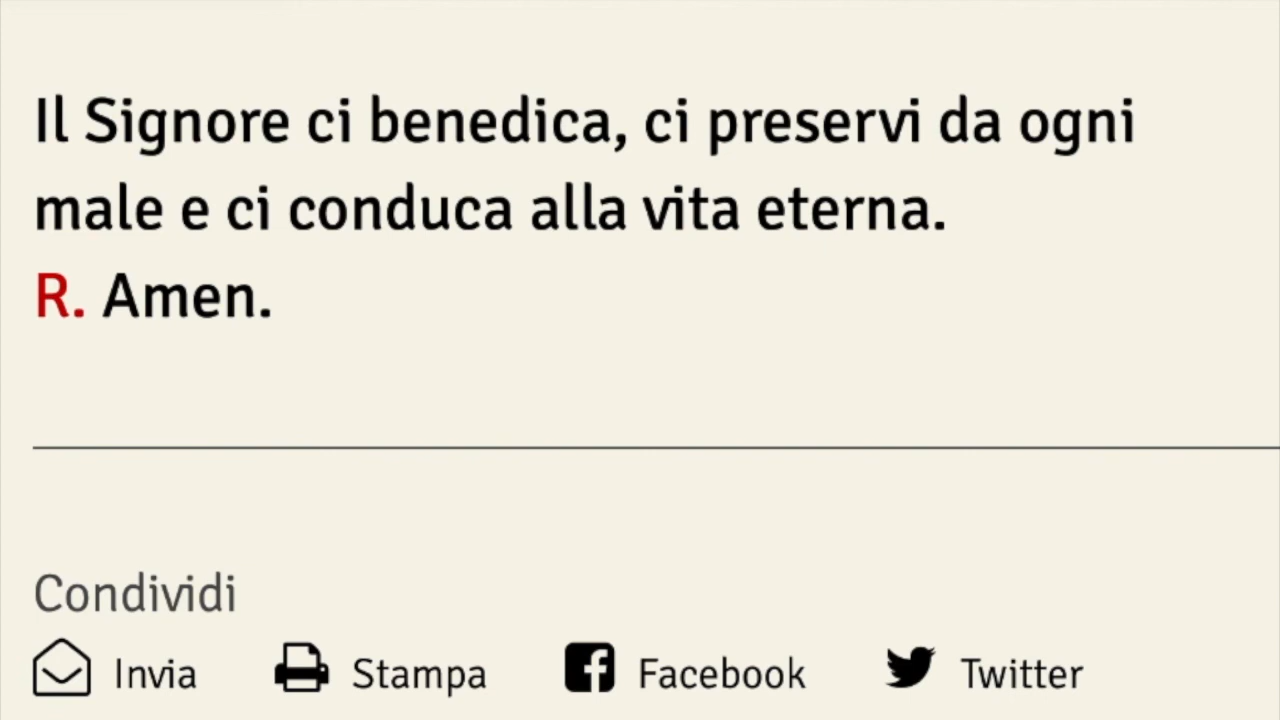 Il Signore ci benedica, ci preservi da ogni
male e ci conduca alla vita eterna.
R. Amen.
Condividi
Invia Stampa Facebook Twitter